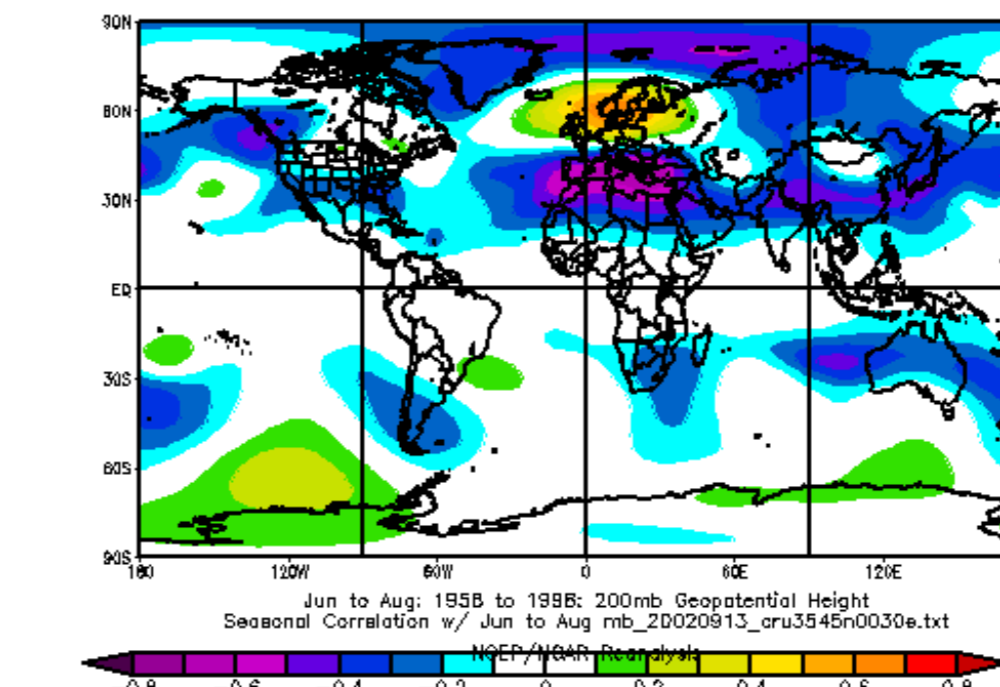 90N
60N
30N
EQ
30S
60S
90S
180 120W 60W 0 60E 120E
Jun to Aug: 1958 to 1998: 200mb Geopotential Height
Seasonal Correlation w/ Jun to Aug mb_20020913_cru3545n0030e.txt
NCEP/NCAR Reanalysis
-0.8 -0.6 -0.4 -0.2 0 0.2 0.4 0.6 0.8